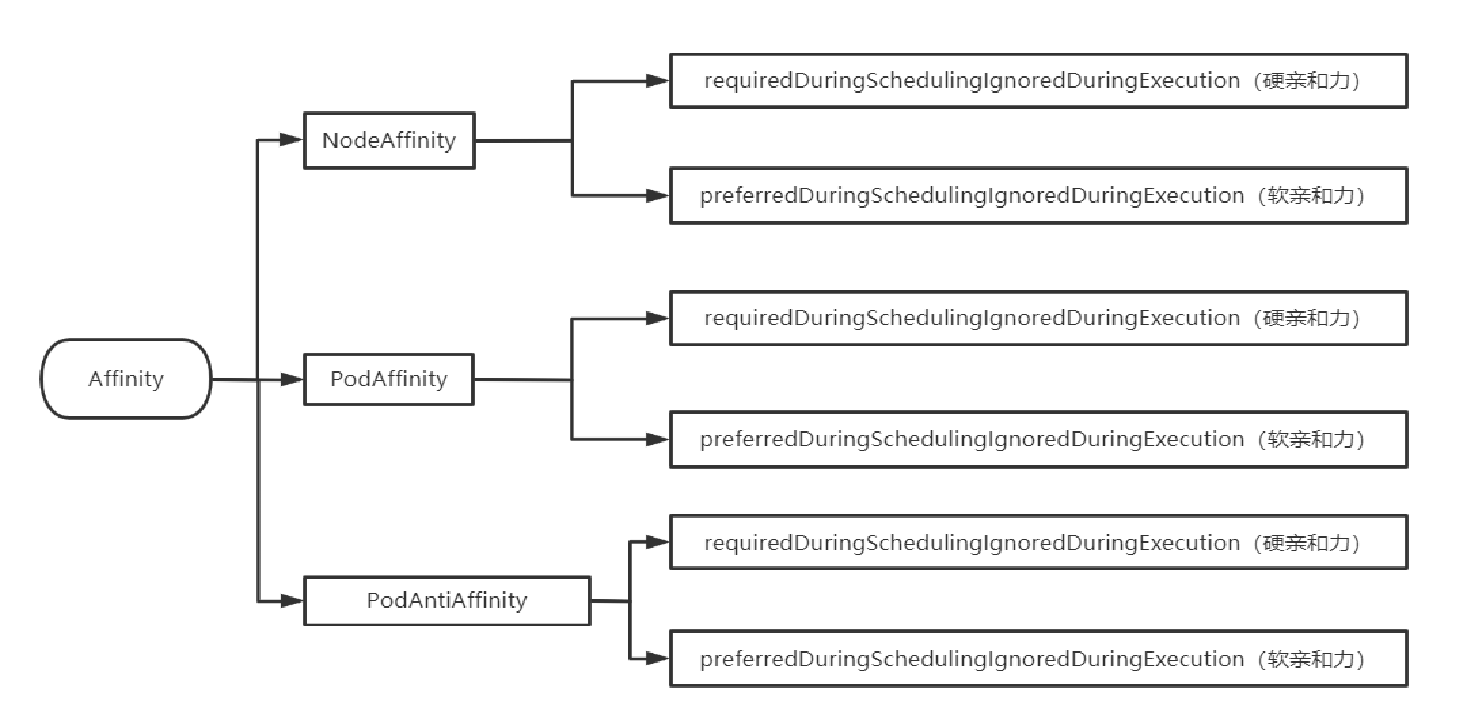 requiredDuringSchedulingIgnoredDuringExecution（硬亲和力）
NodeAffinity
preferredDuringSchedulingIgnoredDuringExecution（软亲和力）
requiredDuringSchedulingIgnoredDuringExecution（硬亲和力）
Affinity
PodAffinity
preferredDuringSchedulingIgnoredDuringExecution（软亲和力）
requiredDuringSchedulingIgnoredDuringExecution（硬亲和力）
PodAntiAffinity
preferredDuringSchedulingIgnoredDuringExecution（软亲和力）